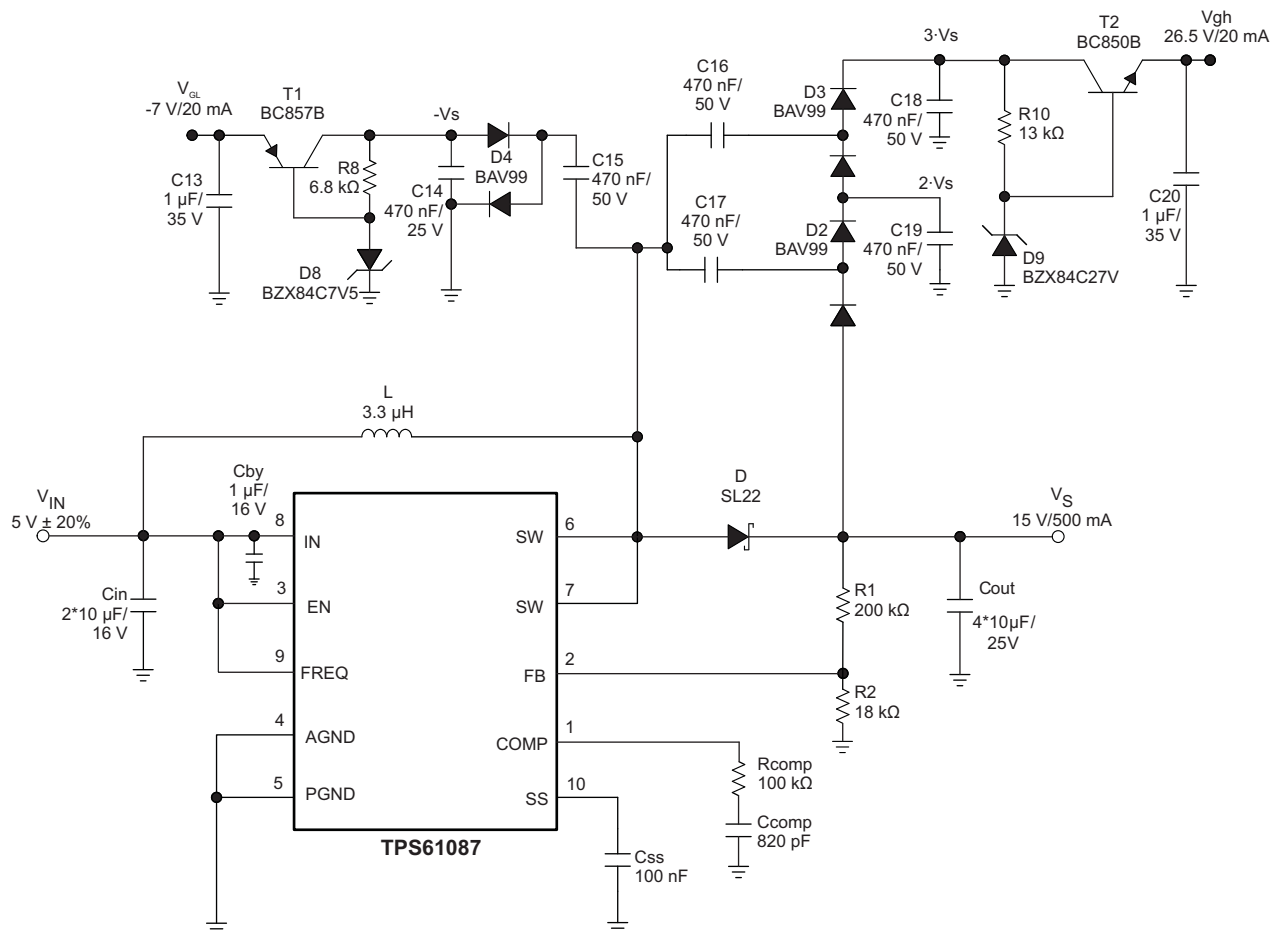 Vgh
26.5 V/20 mA
T2
BC850B
3·Vs
C16
470 nF/
50 V
D3
BAV99
C18
470 nF/
50 V
R10
13 kΩ
V_GL
-7 V/20 mA
T1
BC857B
-Vs
D4
BAV99
C15
470 nF/
50 V
R8
6.8 kΩ
C13
1 µF/
35 V
C14
470 nF/
25 V
C17
470 nF/
50 V
2·Vs
D2
BAV99
C19
470 nF/
50 V
C20
1 µF/
35 V
D8
BZX84C7V5
D9
BZX84C27V
L
3.3 µH
Cby
1 µF/
16 V
V_IN
5 V ± 20%
D
SL22
V_S
15 V/500 mA
8
IN
SW
6
Cin
2*10 µF/
16 V
3
EN
SW
7
R1
200 kΩ
Cout
4*10µF/
25V
9
FREQ
FB
2
R2
18 kΩ
4
AGND
COMP
1
Rcomp
100 kΩ
5
PGND
SS
10
Ccomp
820 pF
TPS61087
Css
100 nF